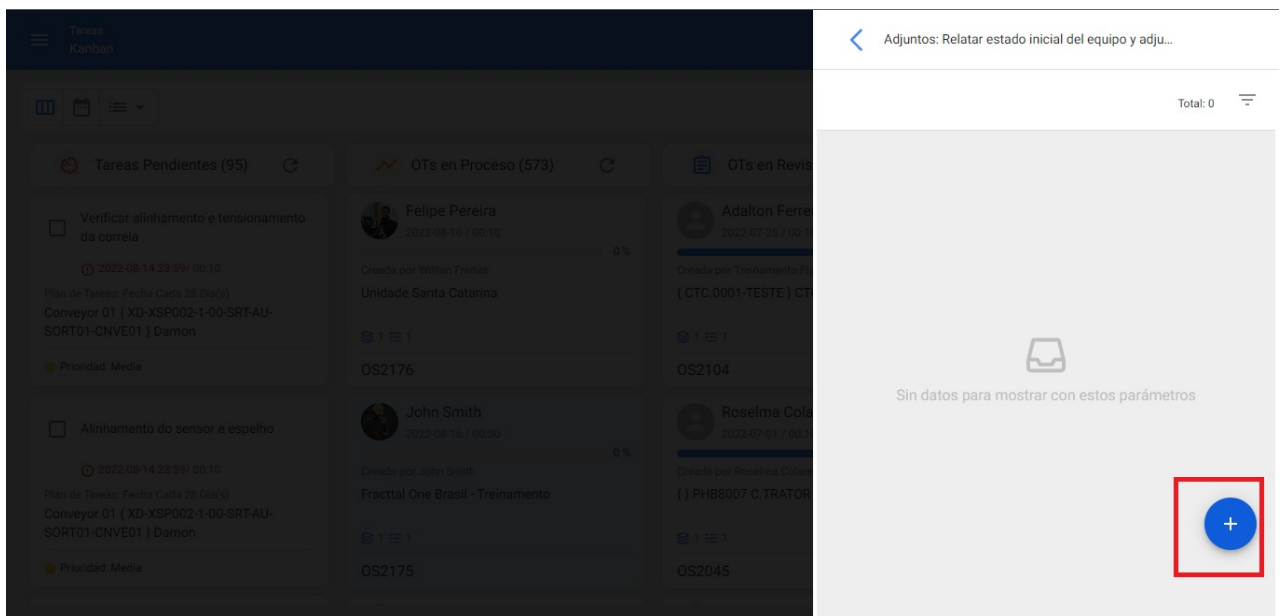 Tareas
Kanban
Adjuntos: Relatar estado inicial del equipo y adju...
Total: 0
Tareas Pendientes (95)
OTs en Proceso (573)
OTs en Revis
Verificar alinhamento e tensionamento
da correia
2022-08-14 23:59/ 00:10
Plan de Tareas: Fecha Cada 28 Dia(s)
Conveyor 01 { XD-XSP002-1-00-SRT-AU-
SORT01-CNVE01 } Damon
Prioridad: Media
Felipe Pereira
2022-08-16 / 00:10
0 %
Creada por Willian Freitas
Unidade Santa Catarina
1
1
OS2176
Adalton Ferre
2022-07-25 / 00:10
Creada por Treinamento
{ CTC.0001-TESTE }
1
1
OS2104
Sin datos para mostrar con estos parámetros
Alinhamento do sensor e espelho
2022-08-14 23:59/ 00:10
Plan de Tareas: Fecha Cada 28 Dia(s)
Conveyor 01 { XD-XSP002-1-00-SRT-AU-
SORT01-CNVE01 } Damon
Prioridad: Media
John Smith
2022-08-16 / 00:30
0 %
Creada por John Smith
Fracttal One Brasil - Treinamento
1
1
OS2175
Roselma Cola
2022-07-01 / 00:10
Creada por Roselma Colare
{ } PHB8007 C.TRATOR
1
1
OS2045
+